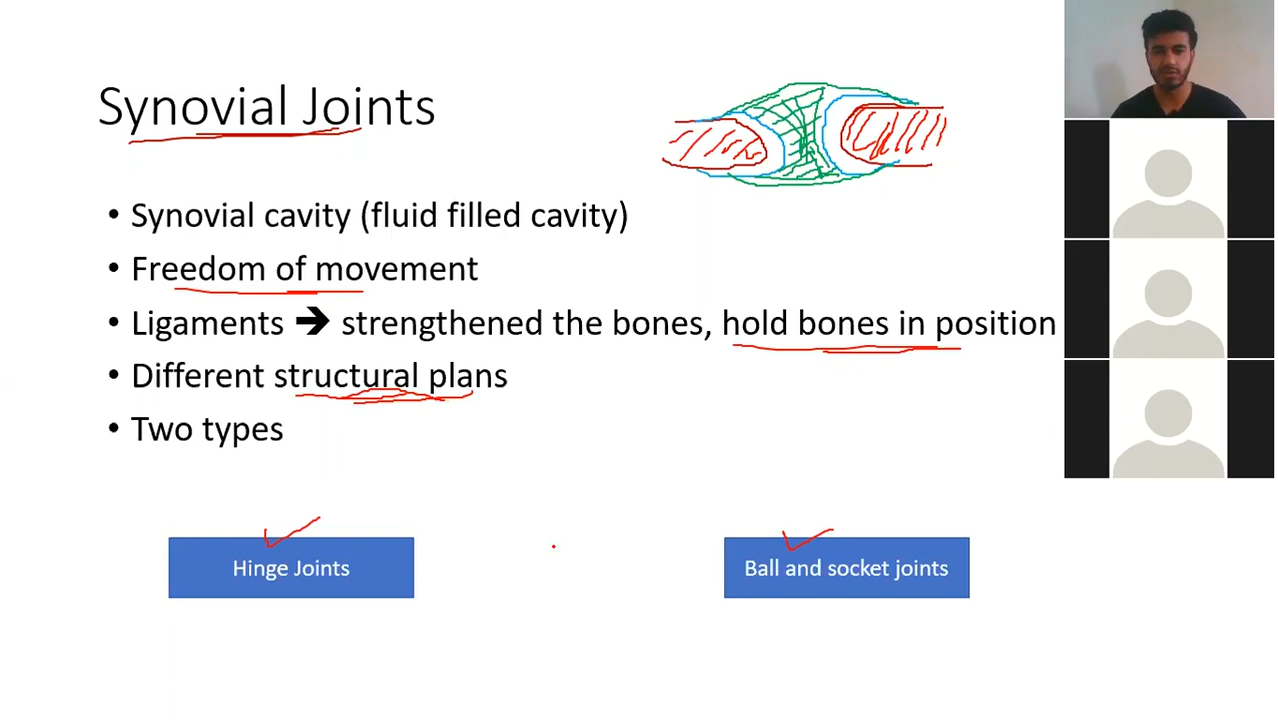 Synovial Joints
• Synovial cavity (fluid filled cavity)
• Freedom of movement
• Ligaments 🡺 strengthened the bones, hold bones in position
• Different structural plans
• Two types
Hinge Joints
Ball and socket joints